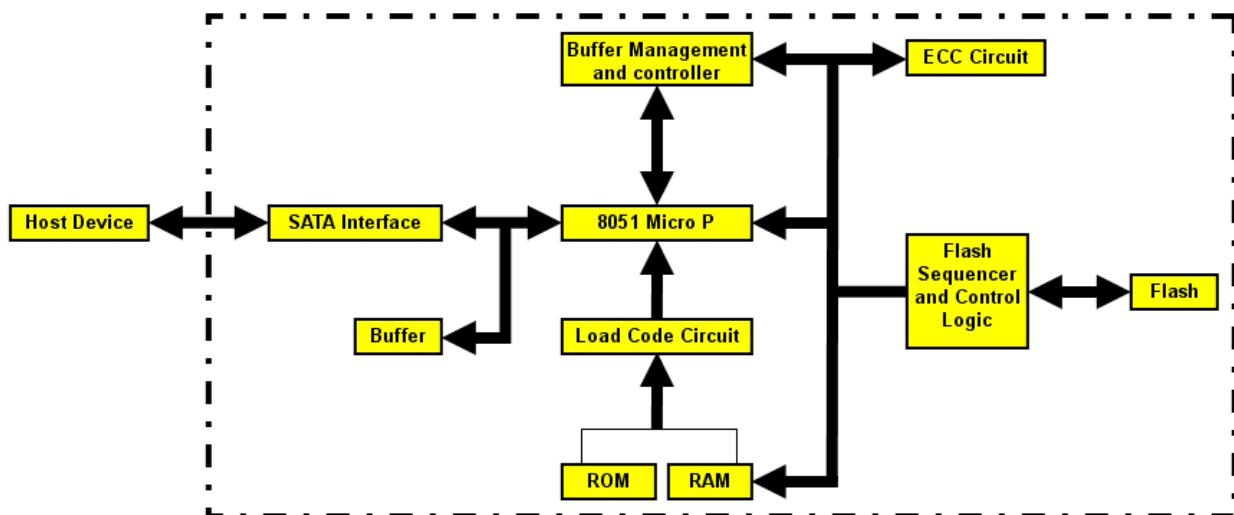 Buffer Management
and controller
ECC Circuit
Host Device
SATA Interface
8051 Micro P
Flash
Sequencer
and Control
Logic
Flash
Buffer
Load Code Circuit
ROM
RAM